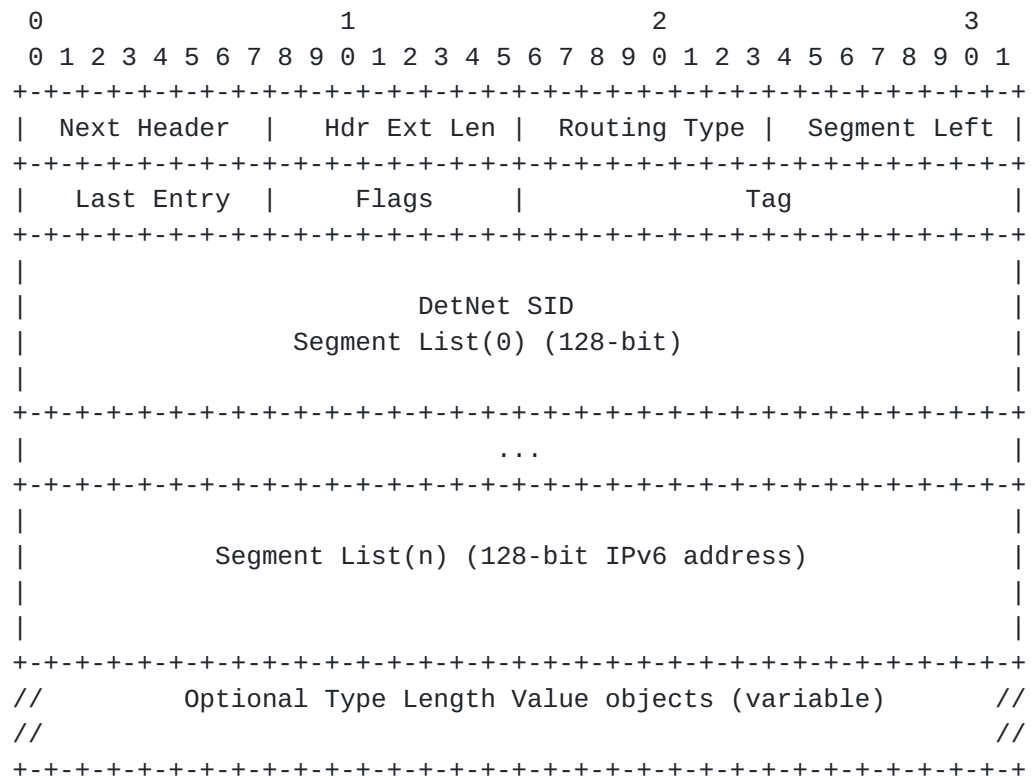 0                   1                   2                   3
 0 1 2 3 4 5 6 7 8 9 0 1 2 3 4 5 6 7 8 9 0 1 2 3 4 5 6 7 8 9 0 1
+-+-+-+-+-+-+-+-+-+-+-+-+-+-+-+-+-+-+-+-+-+-+-+-+-+-+-+-+-+-+-+-+
|  Next Header  |   Hdr Ext Len |  Routing Type |  Segment Left |
+-+-+-+-+-+-+-+-+-+-+-+-+-+-+-+-+-+-+-+-+-+-+-+-+-+-+-+-+-+-+-+-+
|   Last Entry  |     Flags     |              Tag              |
+-+-+-+-+-+-+-+-+-+-+-+-+-+-+-+-+-+-+-+-+-+-+-+-+-+-+-+-+-+-+-+-+
|                                                               |
|                         DetNet SID                            |
|                 Segment List(0) (128-bit)                     |
|                                                               |
+-+-+-+-+-+-+-+-+-+-+-+-+-+-+-+-+-+-+-+-+-+-+-+-+-+-+-+-+-+-+-+-+
|                              ...                              |
+-+-+-+-+-+-+-+-+-+-+-+-+-+-+-+-+-+-+-+-+-+-+-+-+-+-+-+-+-+-+-+-+
|                                                               |
|            Segment List(n) (128-bit IPv6 address)             |
|                                                               |
|                                                               |
+-+-+-+-+-+-+-+-+-+-+-+-+-+-+-+-+-+-+-+-+-+-+-+-+-+-+-+-+-+-+-+-+
//         Optional Type Length Value objects (variable)       //
//                                                             //
+-+-+-+-+-+-+-+-+-+-+-+-+-+-+-+-+-+-+-+-+-+-+-+-+-+-+-+-+-+-+-+-+